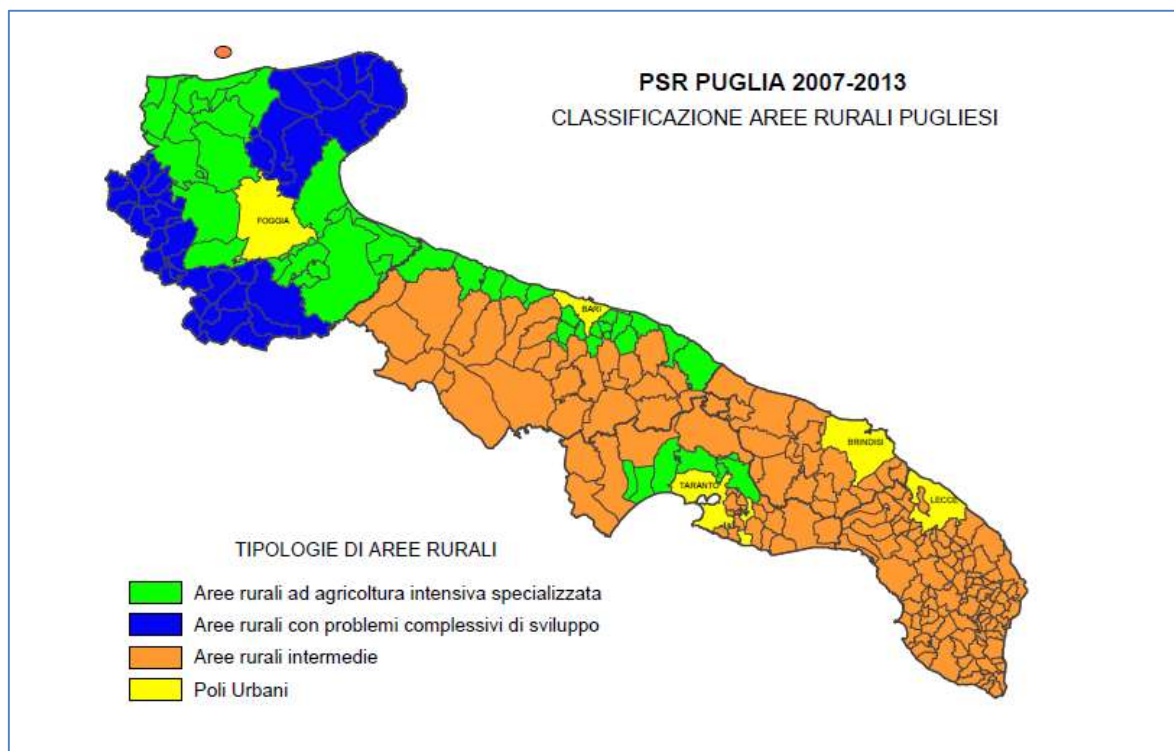 PSR PUGLIA 2007-2013
CLASSIFICAZIONE AREE RURALI PUGLIESI
FOGGIA
BARI
BRINDISI
TARANTO
LECCE
TIPOLOGIE DI AREE RURALI
Aree rurali ad agricoltura intensiva specializzata
Aree rurali con problemi complessivi di sviluppo
Aree rurali intermedie
Poli Urbani